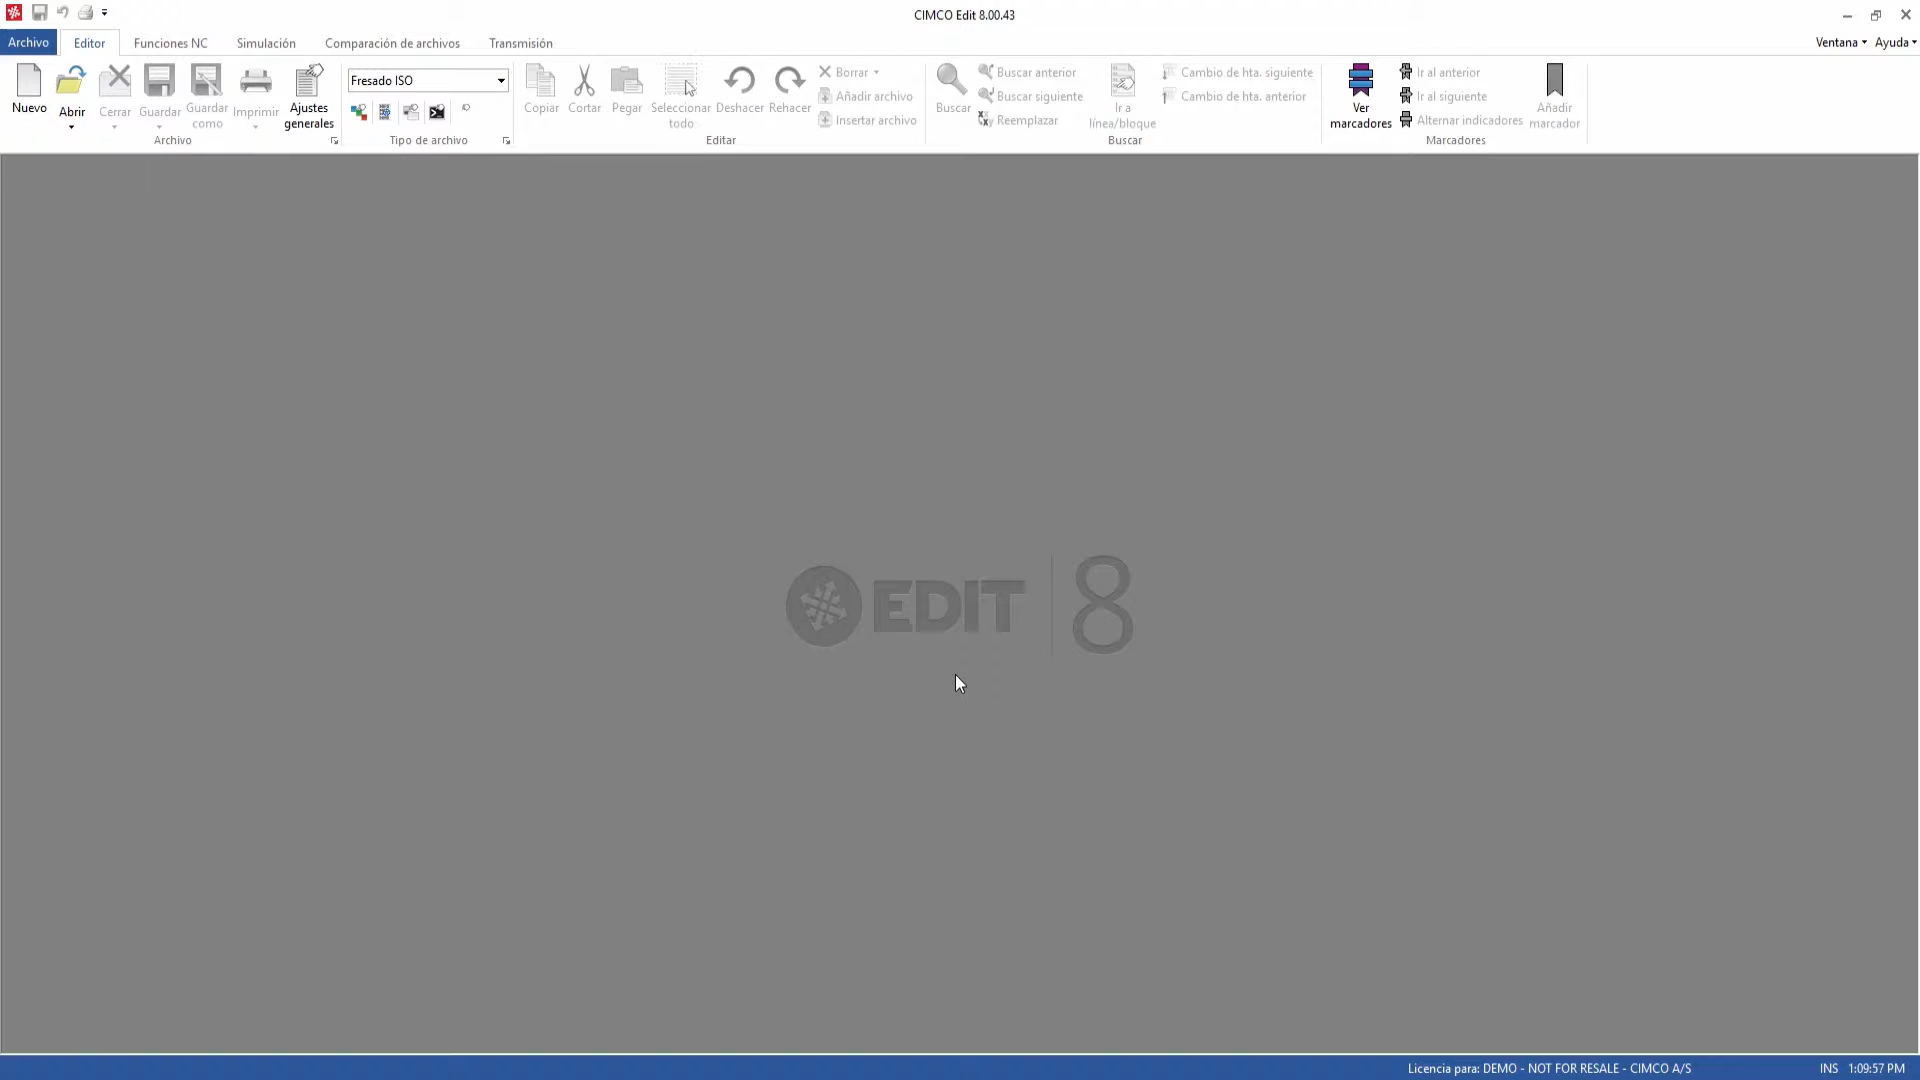 CIMCO Edit 8.00.43
Archivo Editor Funciones NC Simulación Comparación de archivos Transmisión Ventana Ayuda
Nuevo
Abrir
Cerrar
Guardar
Guardar
como
Imprimir
Ajustes
generales
Archivo
Fresado ISO
Tipo de archivo
Copiar
Cortar
Pegar
Seleccionar
todo
Deshacer
Rehacer
Borrar
Añadir archivo
Insertar archivo
Editar
Buscar
Buscar anterior
Buscar siguiente
Reemplazar
Ir a
línea/bloque
Cambio de hta. siguiente
Cambio de hta. anterior
Buscar
Ver
marcadores
Ir al anterior
Ir al siguiente
Alternar indicadores
Añadir
marcador
Marcadores
EDIT 8
Licencia para: DEMO - NOT FOR RESALE - CIMCO A/S INS 1:09:57 PM